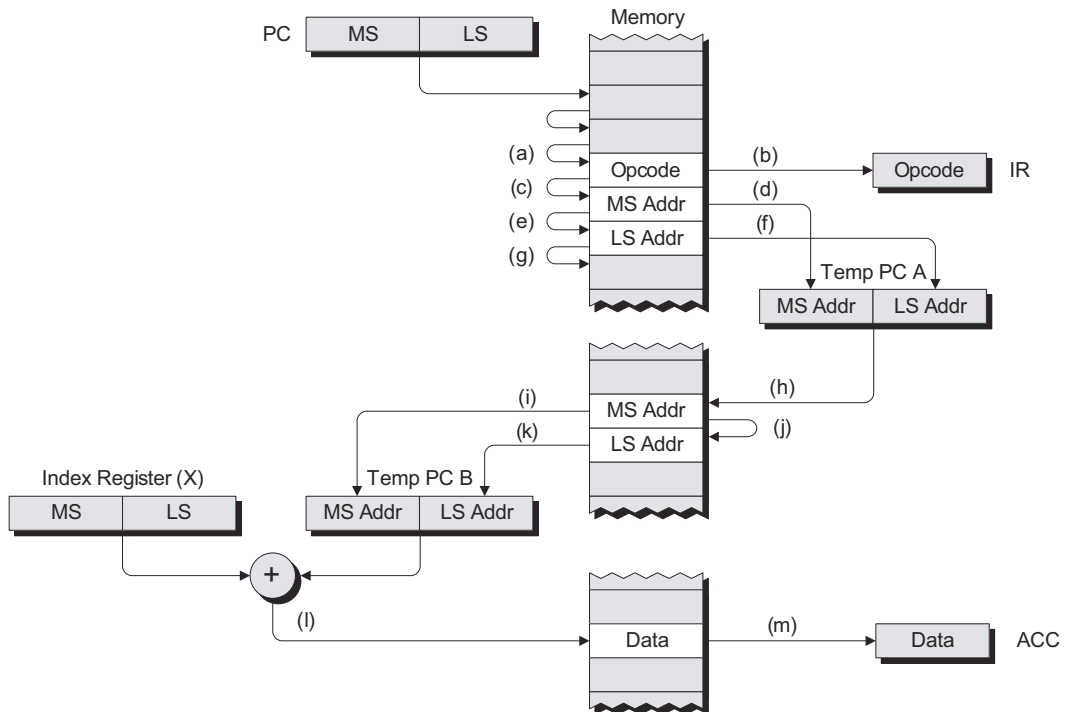 Memory
PC MS LS
(a) Opcode (b) Opcode IR
(c) MS Addr (d)
(e) LS Addr (f)
(g)
Temp PC A
MS Addr LS Addr
(h)
(i) MS Addr
(j)
(k) LS Addr
Index Register (X) Temp PC B
MS LS MS Addr LS Addr
+
(l) Data (m) Data ACC